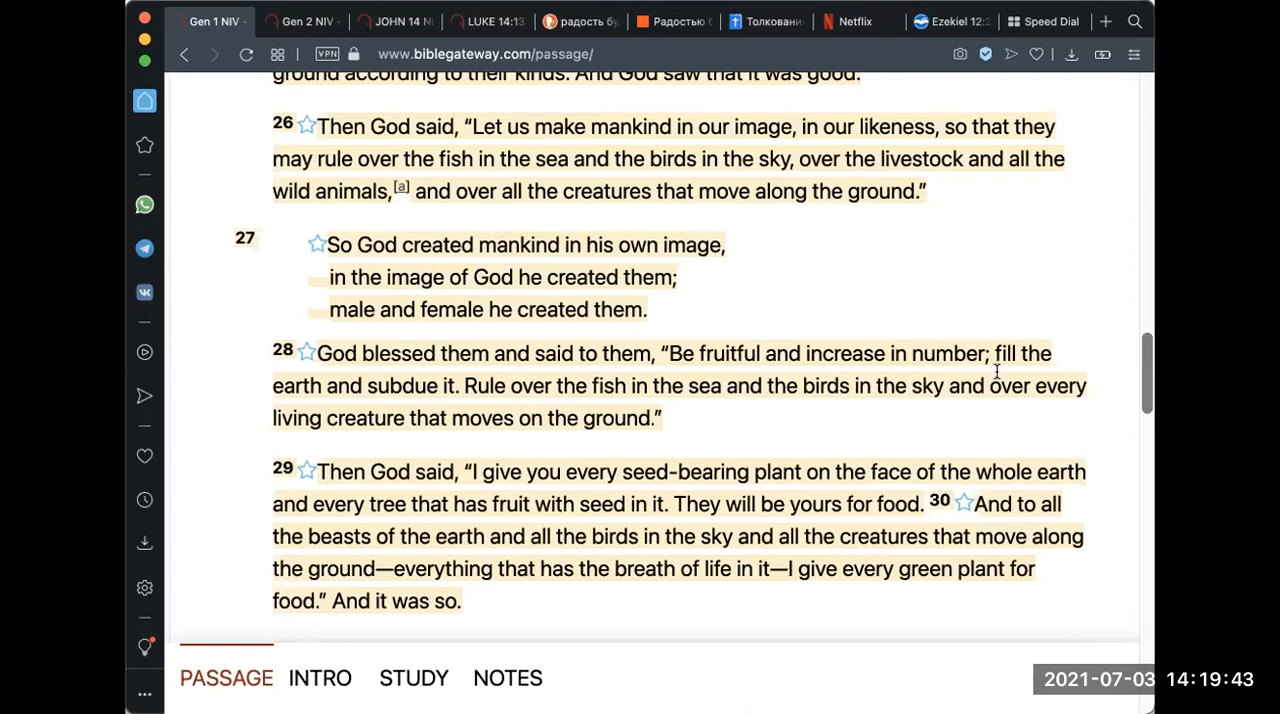 Gen 1 NIV
Gen 2 NIV
JOHN 14 N
LUKE 14:13
радость бу
Радостью б
Толковани
Netflix
Ezekiel 12:2
Speed Dial
VPN
www.biblegateway.com/passage/
ground according to their kinds. And God saw that it was good.
26 Then God said, “Let us make mankind in our image, in our likeness, so that they
may rule over the fish in the sea and the birds in the sky, over the livestock and all the
wild animals,[a] and over all the creatures that move along the ground.”
27 So God created mankind in his own image,
in the image of God he created them;
male and female he created them.
28 God blessed them and said to them, “Be fruitful and increase in number; fill the
earth and subdue it. Rule over the fish in the sea and the birds in the sky and over every
living creature that moves on the ground.”
29 Then God said, “I give you every seed-bearing plant on the face of the whole earth
and every tree that has fruit with seed in it. They will be yours for food. 30 And to all
the beasts of the earth and all the birds in the sky and all the creatures that move along
the ground—everything that has the breath of life in it—I give every green plant for
food.” And it was so.
PASSAGE INTRO STUDY NOTES
2021-07-03 14:19:43